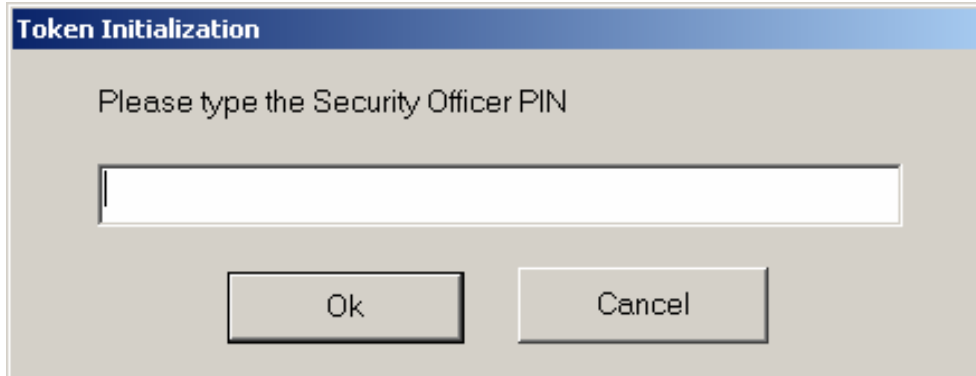 Token Initialization
Please type the Security Officer PIN
Ok
Cancel